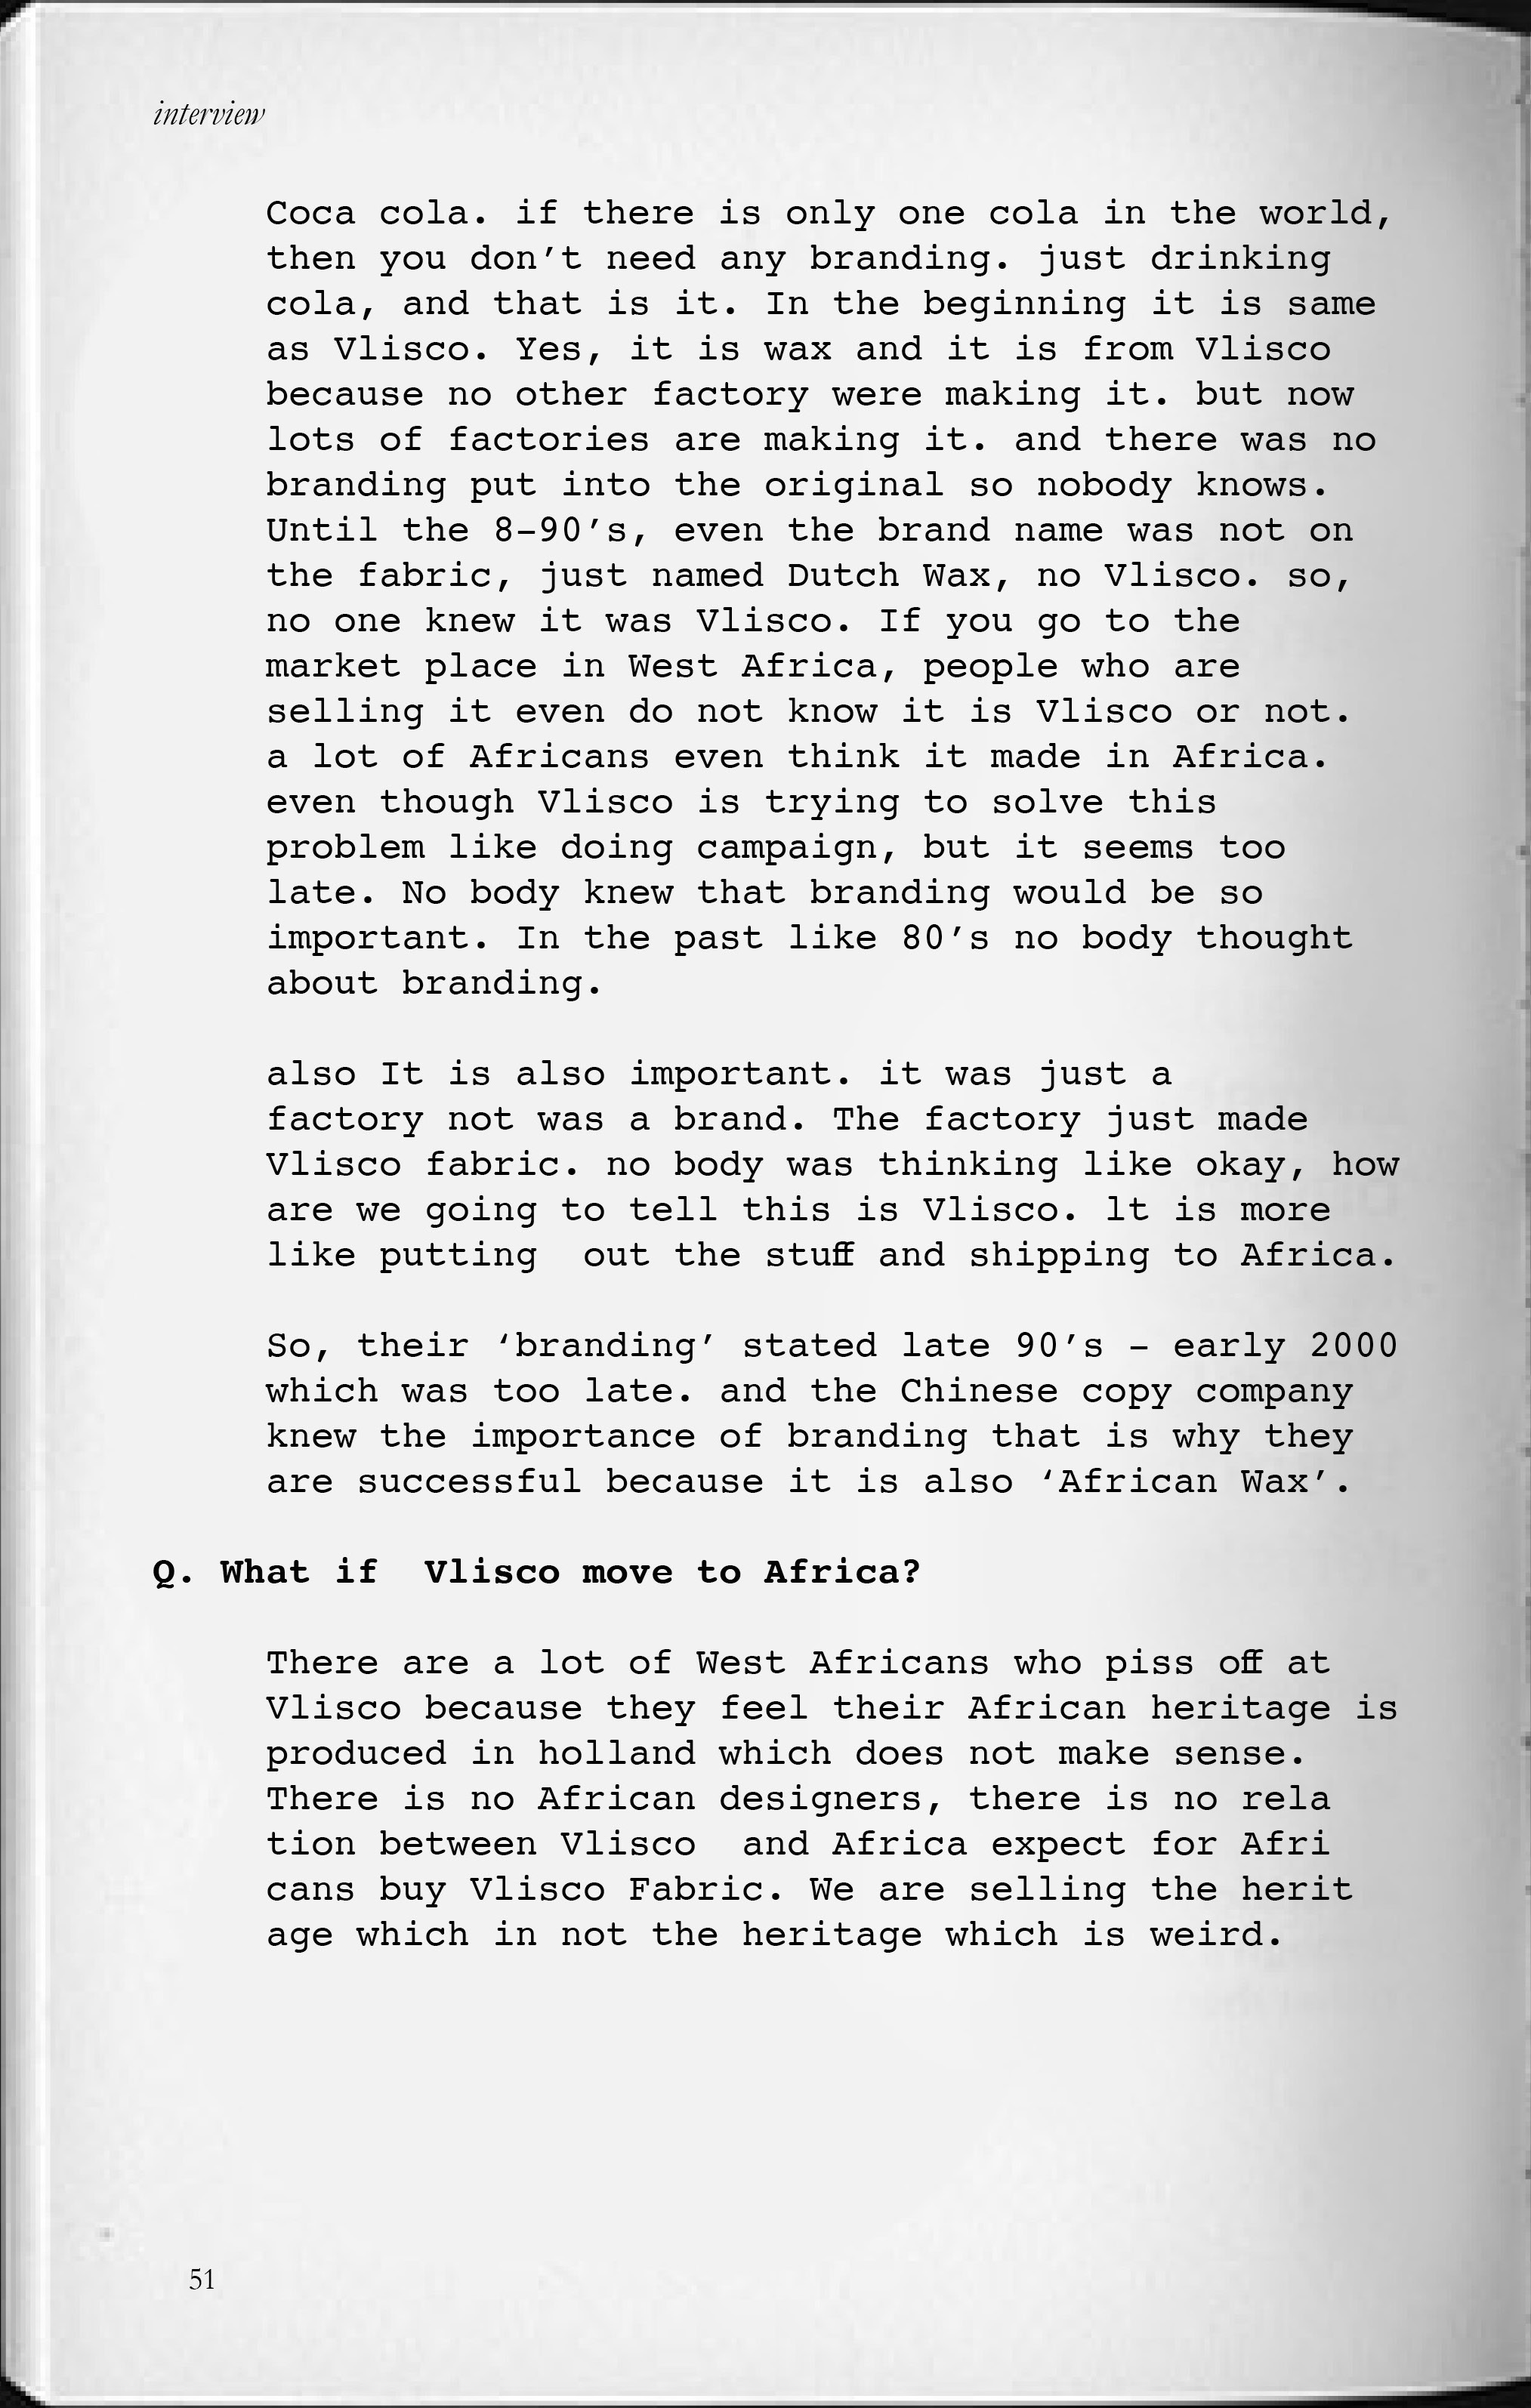 interview
Coca cola. if there is only one cola in the world,
then you don’t need any branding. just drinking
cola, and that is it. In the beginning it is same
as Vlisco. Yes, it is wax and it is from Vlisco
because no other factory were making it. but now
lots of factories are making it. and there was no
branding put into the original so nobody knows.
Until the 8-90’s, even the brand name was not on
the fabric, just named Dutch Wax, no Vlisco. so,
no one knew it was Vlisco. If you go to the
market place in West Africa, people who are
selling it even do not know it is Vlisco or not.
a lot of Africans even think it made in Africa.
even though Vlisco is trying to solve this
problem like doing campaign, but it seems too
late. No body knew that branding would be so
important. In the past like 80’s no body thought
about branding.
also It is also important. it was just a
factory not was a brand. The factory just made
Vlisco fabric. no body was thinking like okay, how
are we going to tell this is Vlisco. lt is more
like putting  out the stuff and shipping to Africa.
So, their ‘branding’ stated late 90’s – early 2000
which was too late. and the Chinese copy company
knew the importance of branding that is why they
are successful because it is also ‘African Wax’.
Q. What if  Vlisco move to Africa?
There are a lot of West Africans who piss off at
Vlisco because they feel their African heritage is
produced in holland which does not make sense.
There is no African designers, there is no rela
tion between Vlisco  and Africa expect for Afri
cans buy Vlisco Fabric. We are selling the herit
age which in not the heritage which is weird.
51